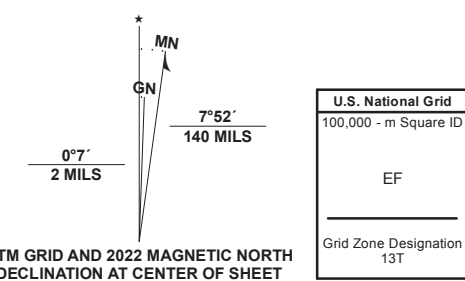 ★
MN
GN
7°52´
140 MILS
0°7´
2 MILS
TM GRID AND 2022 MAGNETIC NORTH
DECLINATION AT CENTER OF SHEET
U.S. National Grid
100,000 - m Square ID
EF
Grid Zone Designation
13T